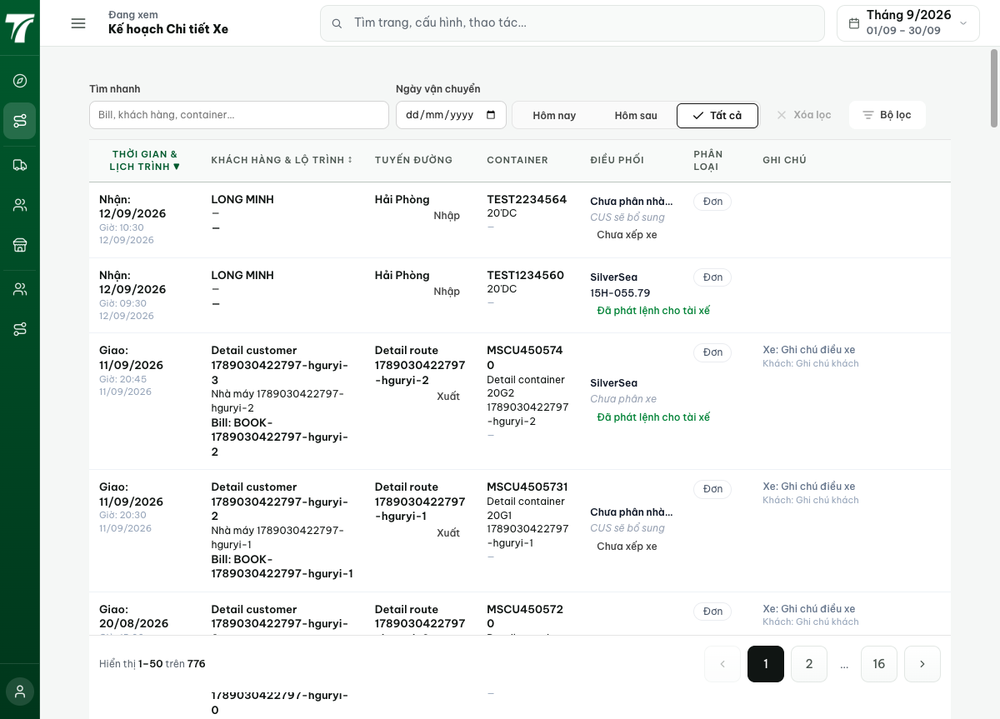 Đang xem
Kế hoạch Chi tiết Xe
Tìm trang, cấu hình, thao tác...
Tháng 9/2026
01/09 – 30/09
Tìm nhanh
Ngày vận chuyển
Bill, khách hàng, container...
dd/mm/yyyy
Hôm nay
Hôm sau
Tất cả
Xóa lọc
Bộ lọc
THỜI GIAN &
LỊCH TRÌNH ▼
KHÁCH HÀNG & LỘ TRÌNH ↕
TUYẾN ĐƯỜNG
CONTAINER
ĐIỀU PHỐI
PHÂN
LOẠI
GHI CHÚ
Nhận:
12/09/2026
Giờ: 10:30
12/09/2026
LONG MINH
—
—
Hải Phòng
Nhập
TEST2234564
20'DC
—
Chưa phân nhà...
CUS sẽ bổ sung
Chưa xếp xe
Đơn
Nhận:
12/09/2026
Giờ: 09:30
12/09/2026
LONG MINH
—
—
Hải Phòng
Nhập
TEST1234560
20'DC
—
SilverSea
15H-055.79
Đã phát lệnh cho tài xế
Đơn
Giao:
11/09/2026
Giờ: 20:45
11/09/2026
Detail customer
1789030422797-hguryi-
3
Nhà máy 1789030422797-
hguryi-2
Bill: BOOK-
1789030422797-hguryi-
2
Detail route
1789030422797
-hguryi-2
Xuất
MSCU450574
0
Detail container
20G2
1789030422797
-hguryi-2
—
SilverSea
Chưa phân xe
Đã phát lệnh cho tài xế
Đơn
Xe: Ghi chú điều xe
Khách: Ghi chú khách
Giao:
11/09/2026
Giờ: 20:30
11/09/2026
Detail customer
1789030422797-hguryi-
2
Nhà máy 1789030422797-
hguryi-1
Bill: BOOK-
1789030422797-hguryi-1
Detail route
1789030422797
-hguryi-1
Xuất
MSCU4505731
Detail container
20G1
1789030422797
-hguryi-1
—
Chưa phân nhà...
CUS sẽ bổ sung
Chưa xếp xe
Đơn
Xe: Ghi chú điều xe
Khách: Ghi chú khách
Giao:
20/08/2026
Detail customer
1789030422797-hguryi-
Detail route
1789030422797
MSCU450572
0
Đơn
Xe: Ghi chú điều xe
Khách: Ghi chú khách
Hiển thị 1–50 trên 776
1
2
...
16
1789030422797-hguryi-
0
—